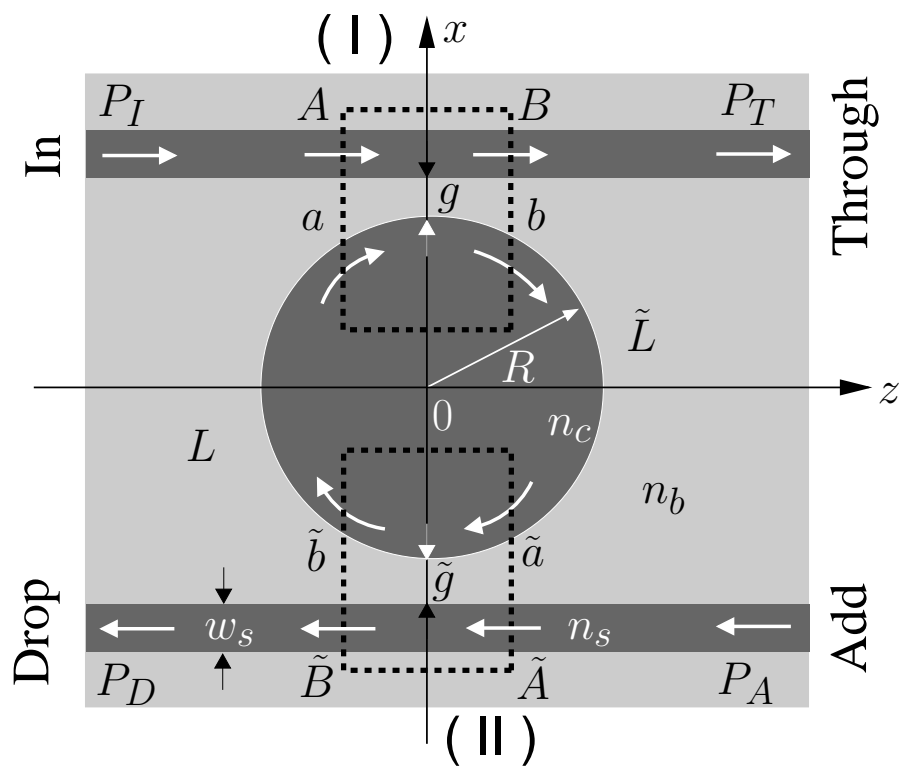 ( I )
x
P_I
A
B
P_T
In
Through
g
a
b
L̃
R
0
n_c
z
L
n_b
b̃
ã
g̃
Drop
w_s
n_s
Add
P_D
B̃
Ã
P_A
( II )